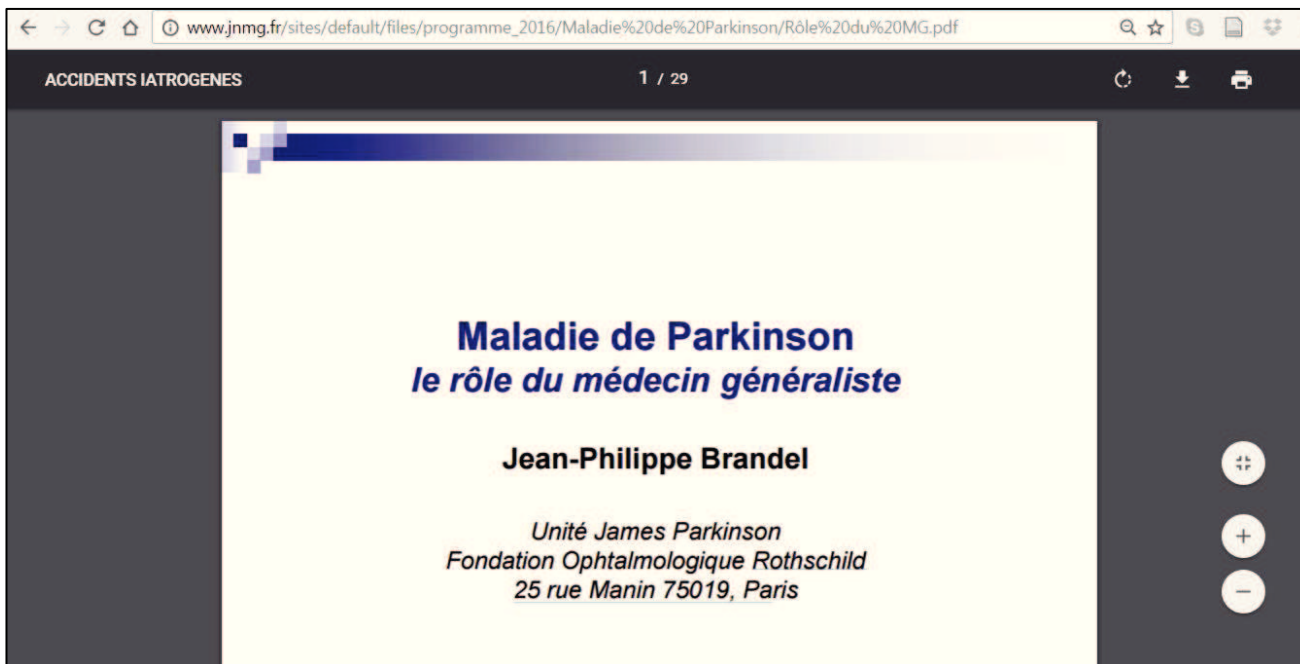 www.jnmg.fr/sites/default/files/programme_2016/Maladie%20de%20Parkinson/Rôle%20du%20MG.pdf
ACCIDENTS IATROGENES 1 / 29
Maladie de Parkinson
le rôle du médecin généraliste
Jean-Philippe Brandel
Unité James Parkinson
Fondation Ophtalmologique Rothschild
25 rue Manin 75019, Paris